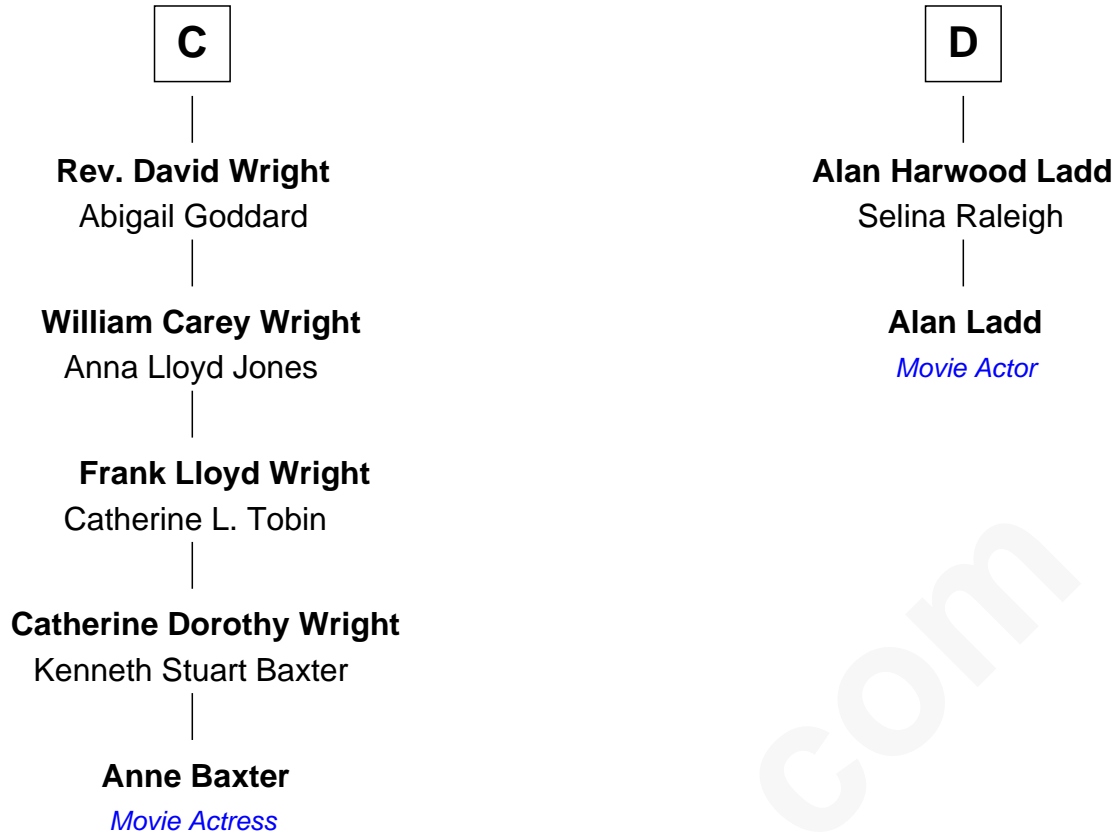 C
Rev. David Wright
Abigail Goddard
William Carey Wright
Anna Lloyd Jones
Frank Lloyd Wright
Catherine L. Tobin
Catherine Dorothy Wright
Kenneth Stuart Baxter
Anne Baxter
Movie Actress
D
Alan Harwood Ladd
Selina Raleigh
Alan Ladd
Movie Actor
com